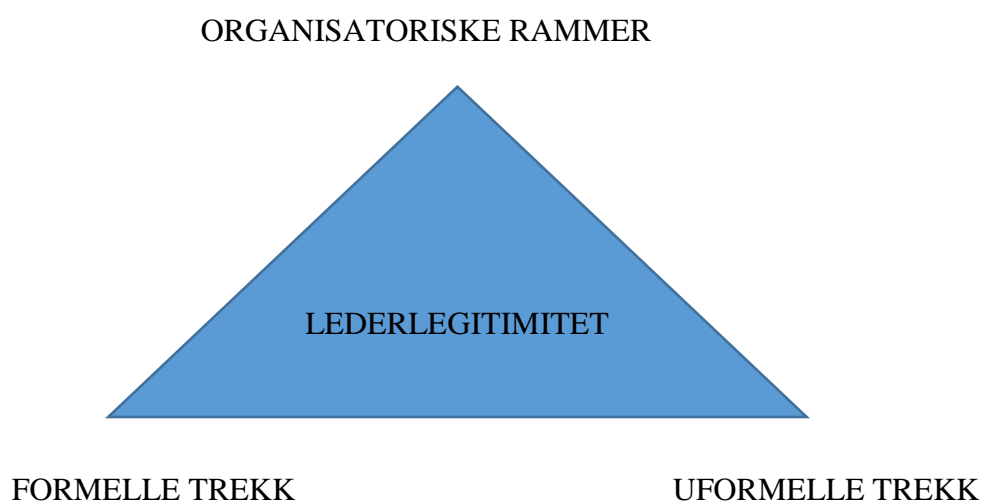 ORGANISATORISKE RAMMER
LEDERLEGITIMITET
FORMELLE TREKK
UFORMELLE TREKK